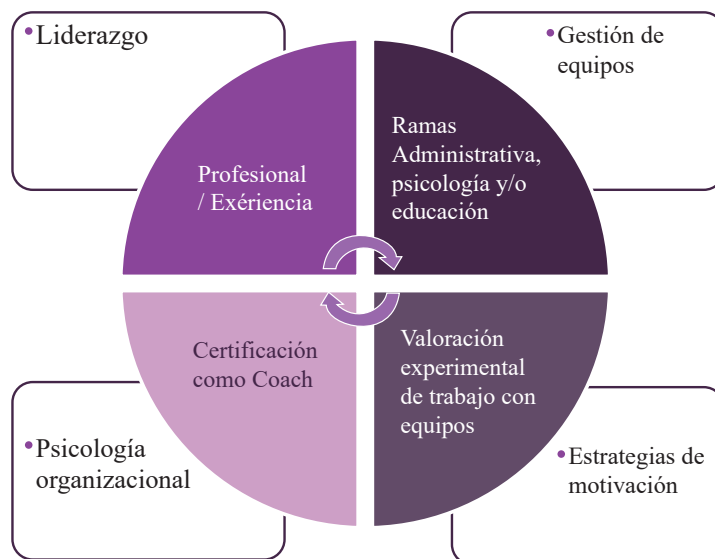 •Liderazgo
•Gestión de
equipos
Profesional
/ Exériencia
Ramas
Administrativa,
psicología y/o
educación
Certificación
como Coach
Valoración
experimental
de trabajo con
equipos
•Psicología
organizacional
•Estrategias de
motivación